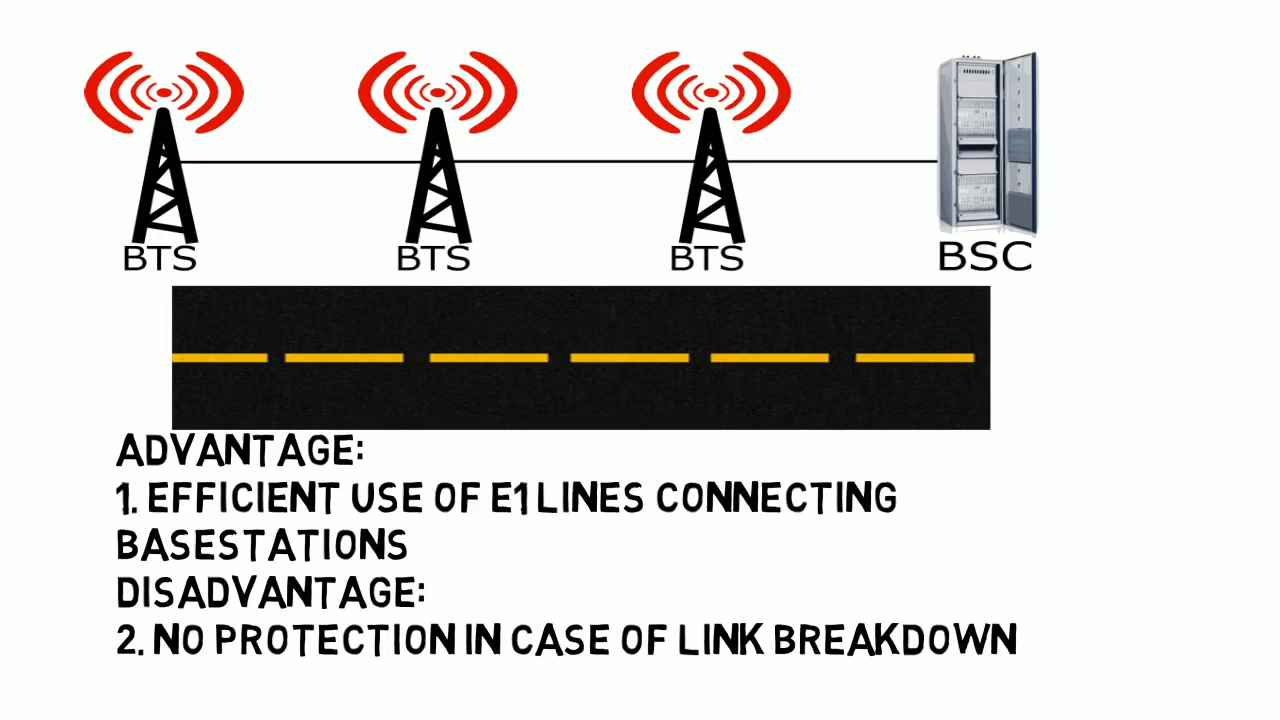 BTS BTS BTS BSC
ADVANTAGE:
1. EFFICIENT USE OF E1 LINES CONNECTING
BASESTATIONS
DISADVANTAGE:
2. NO PROTECTION IN CASE OF LINK BREAKDOWN